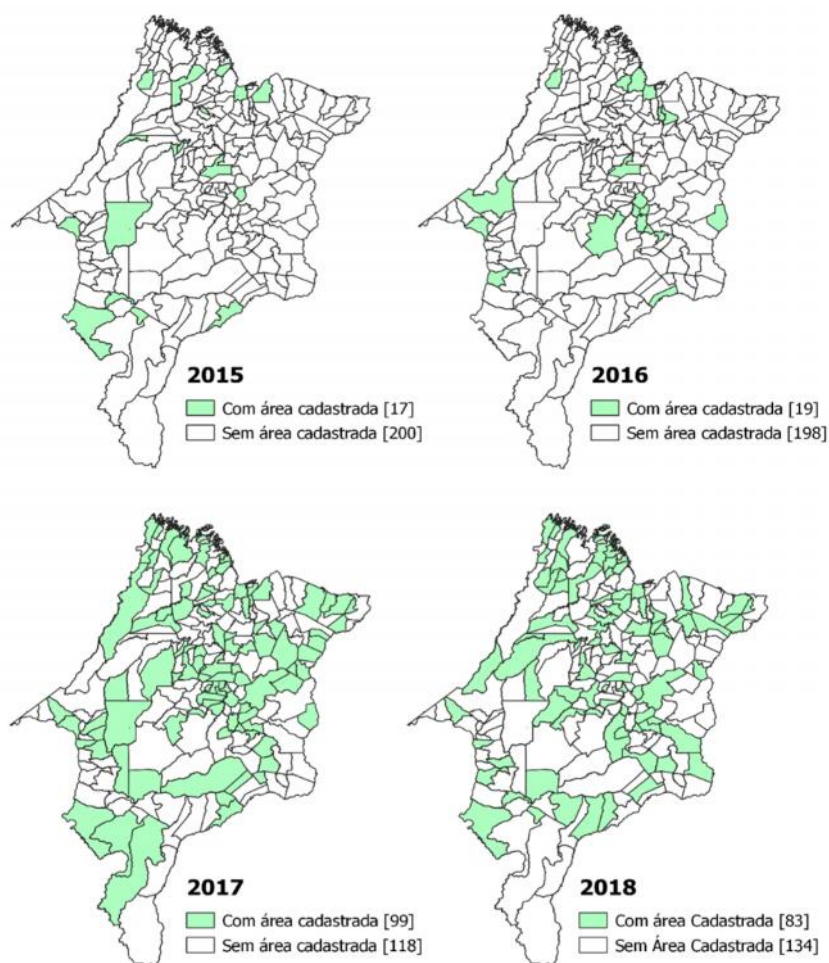 2015
Com área cadastrada [17]
Sem área cadastrada [200]
2016
Com área cadastrada [19]
Sem área cadastrada [198]
2017
Com área cadastrada [99]
Sem área cadastrada [118]
2018
Com área Cadastrada [83]
Sem Área Cadastrada [134]